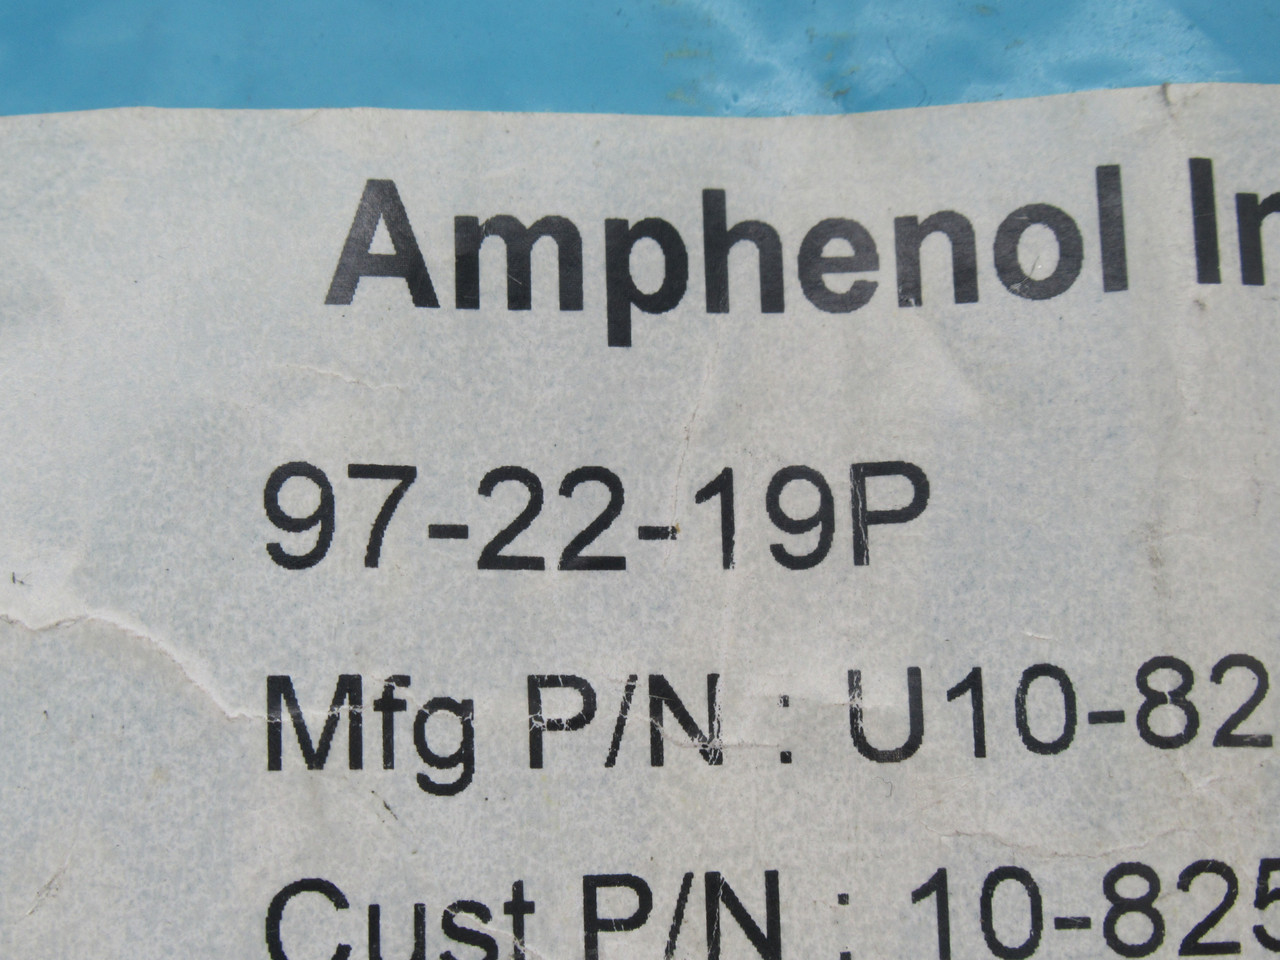 Amphenol In
97-22-19P
Mfg P/N : U10-82
Cust P/N : 10-825